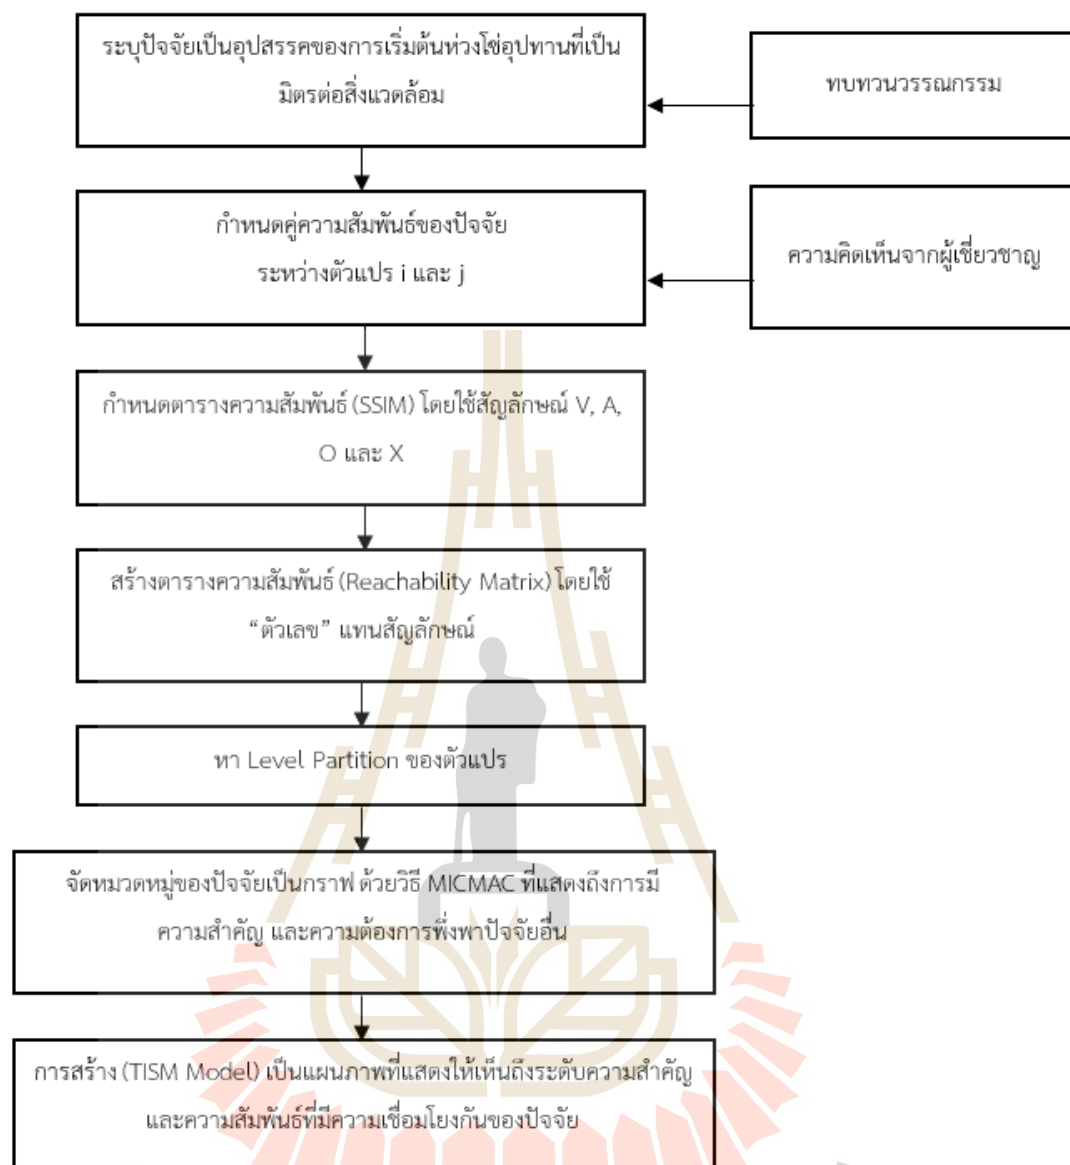 ระบุปัจจัยเป็นอุปสรรคของการเริ่มต้นห่วงโซ่อุปทานที่เป็น
มิตรต่อสิ่งแวดล้อม
ทบทวนวรรณกรรม
กำหนดคู่ความสัมพันธ์ของปัจจัย
ระหว่างตัวแปร i และ j
ความคิดเห็นจากผู้เชี่ยวชาญ
กำหนดตารางความสัมพันธ์ (SSIM) โดยใช้สัญลักษณ์ V, A,
O และ X
สร้างตารางความสัมพันธ์ (Reachability Matrix) โดยใช้
“ตัวเลข” แทนสัญลักษณ์
หา Level Partition ของตัวแปร
จัดหมวดหมู่ของปัจจัยเป็นกราฟ ด้วยวิธี MICMAC ที่แสดงถึงการมี
ความสำคัญ และความต้องการพึ่งพาปัจจัยอื่น
การสร้าง (TISM Model) เป็นแผนภาพที่แสดงให้เห็นถึงระดับความสำคัญ
และความสัมพันธ์ที่มีความเชื่อมโยงกันของปัจจัย